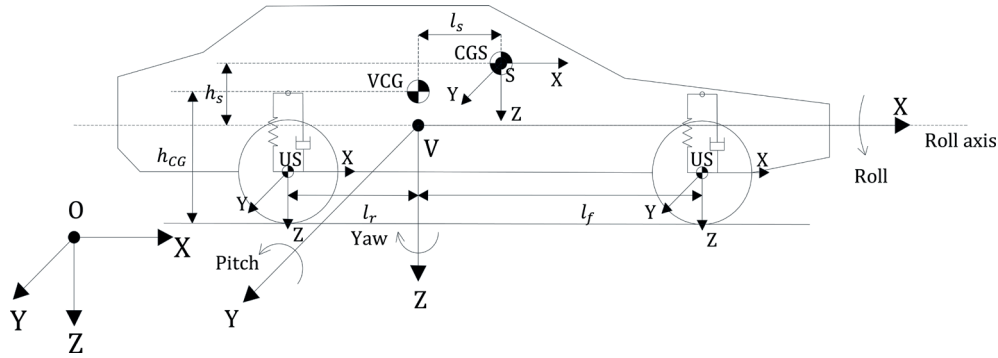 l_s
CGS
S
X
Y
Z
h_s
VCG
h_CG
V
X
Roll axis
Roll
US
X
Y
Z
US
X
Y
Z
l_r
l_f
O
X
Y
Z
Yaw
Pitch
Y
Z